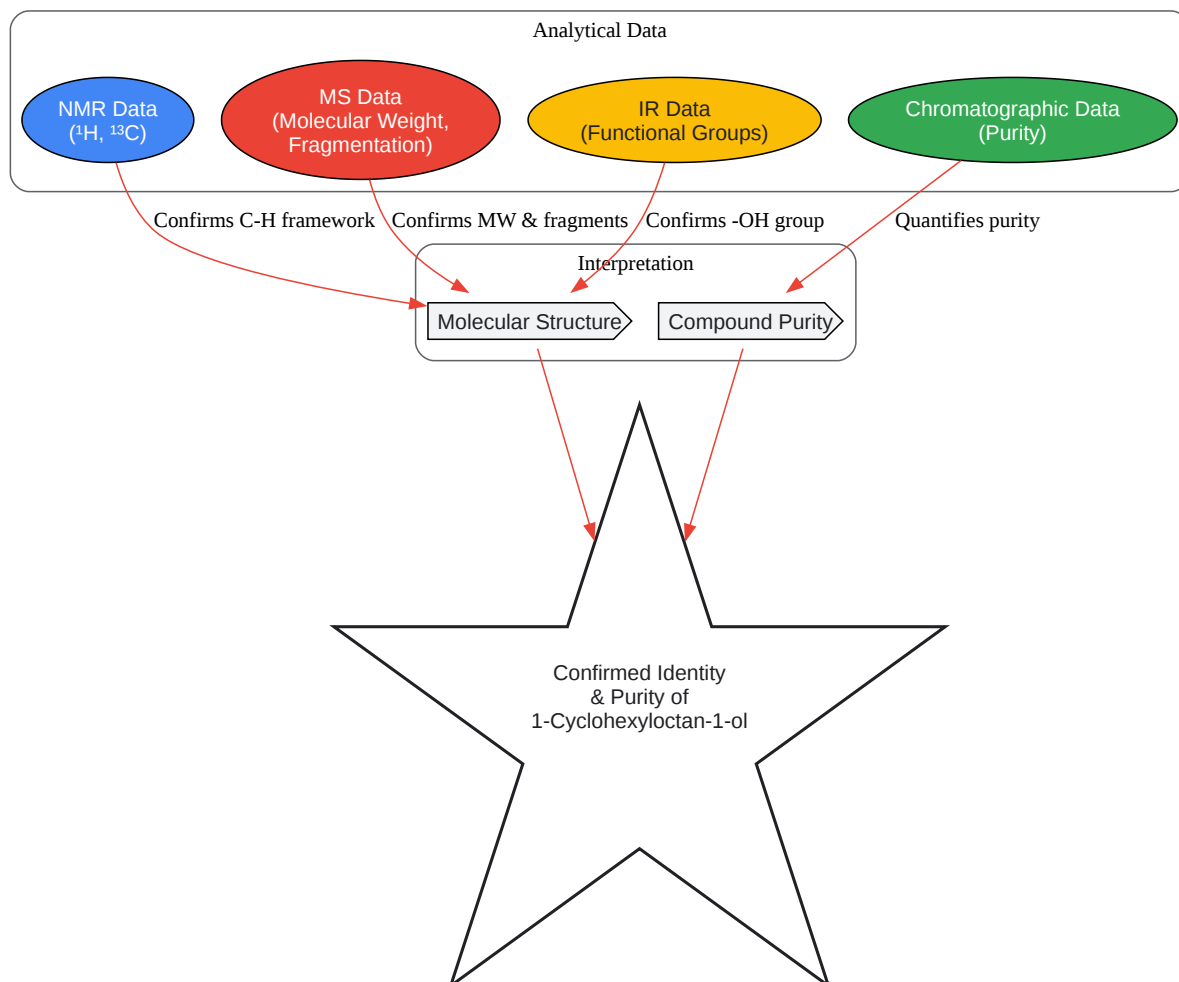 Analytical Data
NMR Data
(¹H, ¹³C)
MS Data
(Molecular Weight,
Fragmentation)
IR Data
(Functional Groups)
Chromatographic Data
(Purity)
Confirms C-H framework
Confirms MW & fragments
Confirms -OH group
Quantifies purity
Interpretation
Molecular Structure
Compound Purity
Confirmed Identity
& Purity of
1-Cyclohexyloctan-1-ol